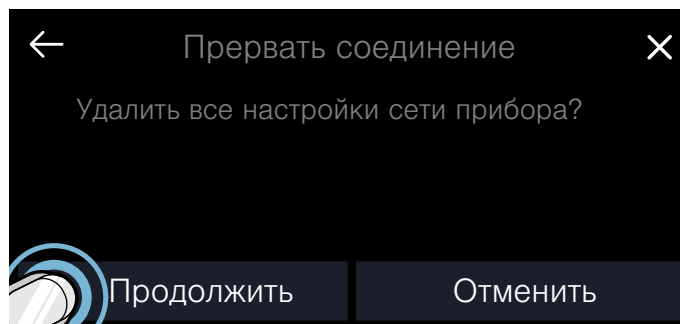 Прервать соединение
Удалить все настройки сети прибора?
Продолжить
Отменить